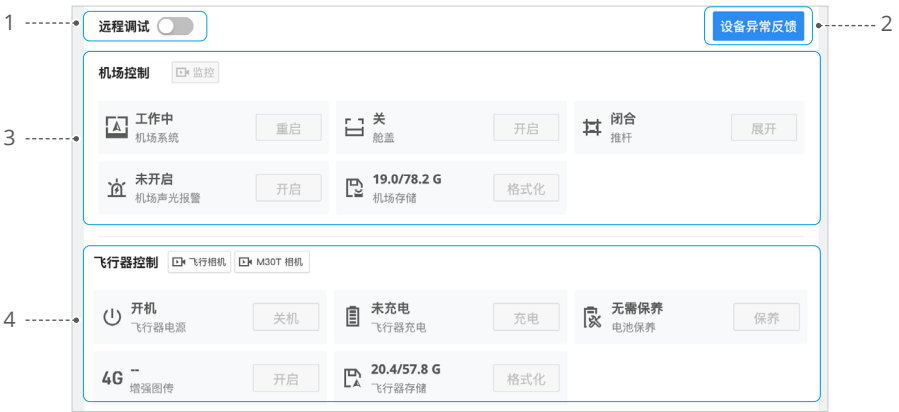 1
远程调试
设备异常反馈
2
机场控制 监控
3
工作中
机场系统
重启
关
舱盖
开启
闭合
推杆
展开
未开启
机场声光报警
开启
19.0/78.2 G
机场存储
格式化
飞行器控制 飞行相机 M30T 相机
4
开机
飞行器电源
关机
未充电
飞行器充电
充电
无需保养
电池保养
保养
4G --
增强图传
开启
20.4/57.8 G
飞行器存储
格式化